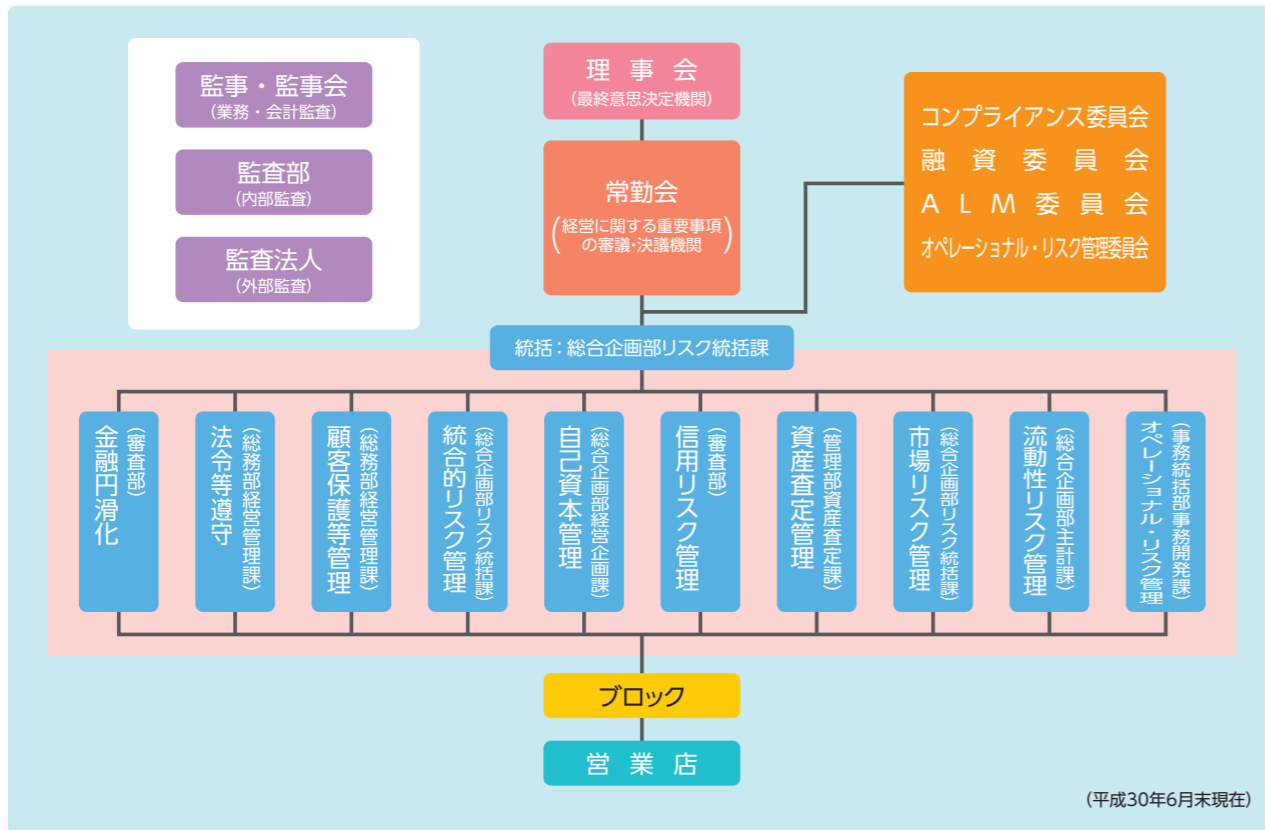 監事・監事会
(業務・会計監査)
監査部
(内部監査)
監査法人
(外部監査)
理事会
(最終意思決定機関)
常勤会
(経営に関する重要事項
の審議・決議機関)
コンプライアンス委員会
融資委員会
ALM委員会
オペレーショナル・リスク管理委員会
統括：総合企画部リスク統括課
金融円滑化
(審査部)
法令等遵守
(総務部経営管理課)
顧客保護等管理
(総務部経営管理課)
統合的リスク管理
(総合企画部リスク統括課)
自己資本管理
(総合企画部経営企画課)
信用リスク管理
(審査部)
資産査定管理
(管理部資産査定課)
市場リスク管理
(総合企画部リスク統括課)
流動性リスク管理
(総合企画部主計課)
オペレーショナル・リスク管理
(事務統括部事務開発課)
ブロック
営業店
(平成30年6月末現在)